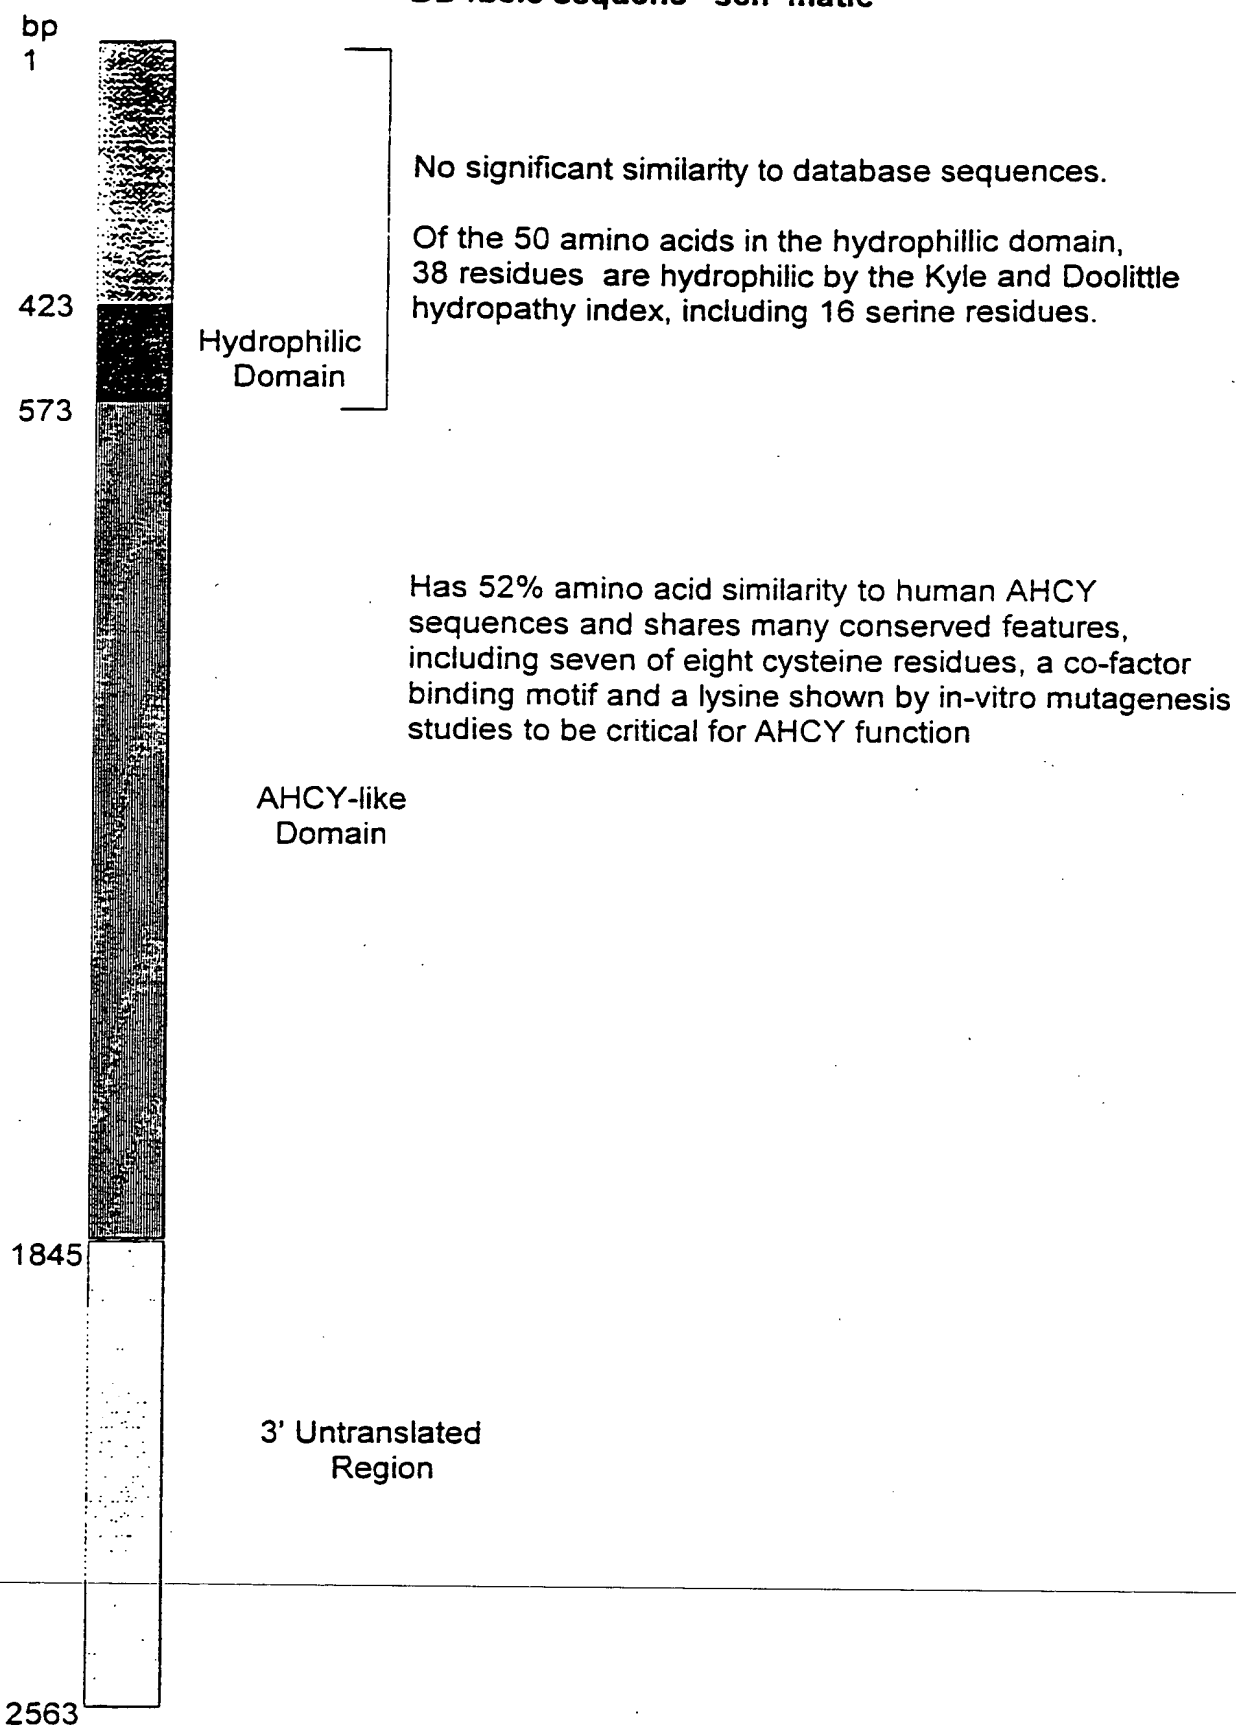 bp
1
No significant similarity to database sequences.
Of the 50 amino acids in the hydrophillic domain,
38 residues are hydrophilic by the Kyle and Doolittle
hydropathy index, including 16 serine residues.
423
Hydrophilic
Domain
573
Has 52% amino acid similarity to human AHCY
sequences and shares many conserved features,
including seven of eight cysteine residues, a co-factor
binding motif and a lysine shown by in-vitro mutagenesis
studies to be critical for AHCY function
AHCY-like
Domain
1845
3' Untranslated
Region
2563